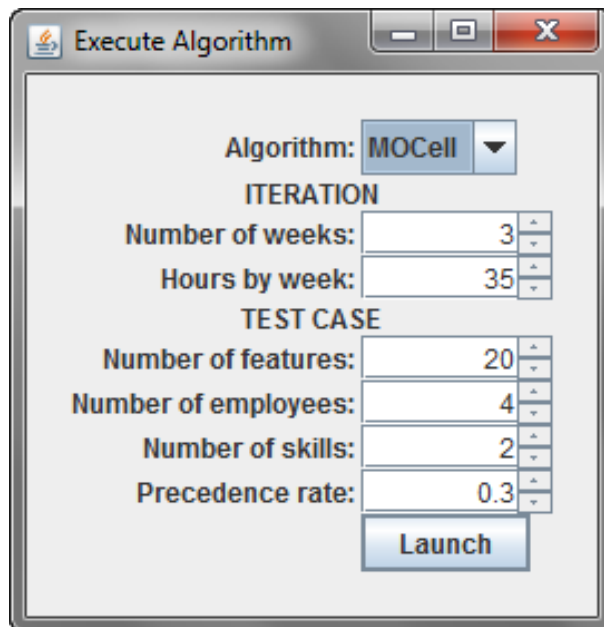 Execute Algorithm
Algorithm: MOCell
ITERATION
Number of weeks: 3
Hours by week: 35
TEST CASE
Number of features: 20
Number of employees: 4
Number of skills: 2
Precedence rate: 0.3
Launch